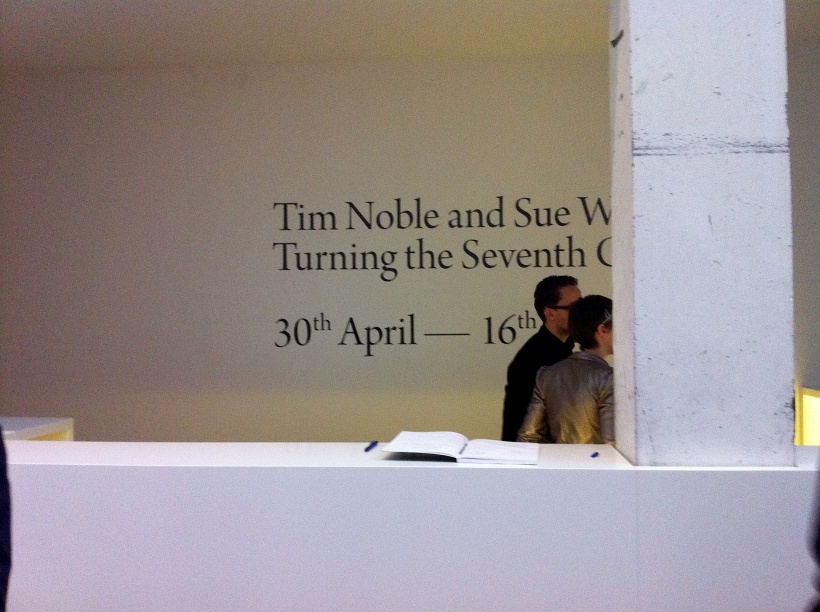 Tim Noble and Sue W
Turning the Seventh
30th April — 16th